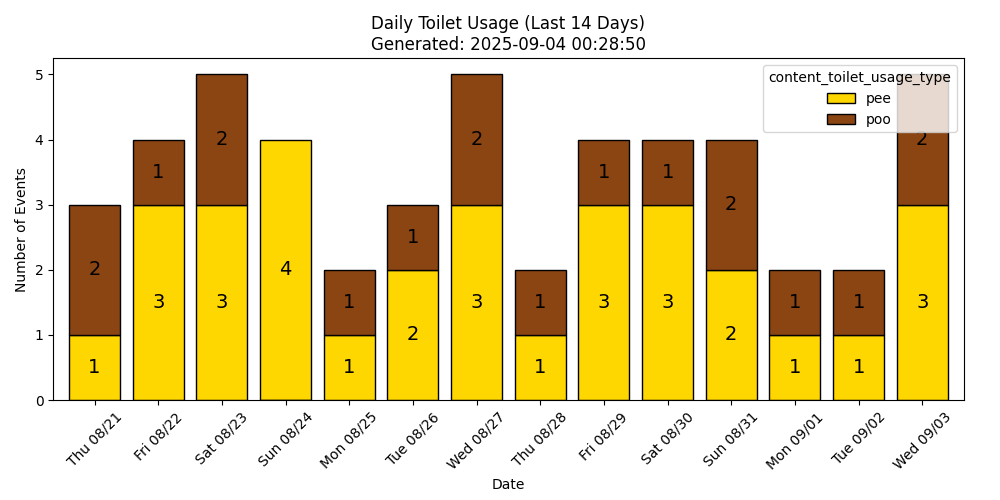 Daily Toilet Usage (Last 14 Days)
Generated: 2025-09-04 00:28:50
content_toilet_usage_type
pee
poo
Number of Events
5
4
3
2
1
0
2
1
1
3
2
3
4
1
1
1
2
2
3
1
1
1
3
1
3
2
2
1
1
1
1
2
3
Thu 08/21
Fri 08/22
Sat 08/23
Sun 08/24
Mon 08/25
Tue 08/26
Wed 08/27
Thu 08/28
Fri 08/29
Sat 08/30
Sun 08/31
Mon 09/01
Tue 09/02
Wed 09/03
Date